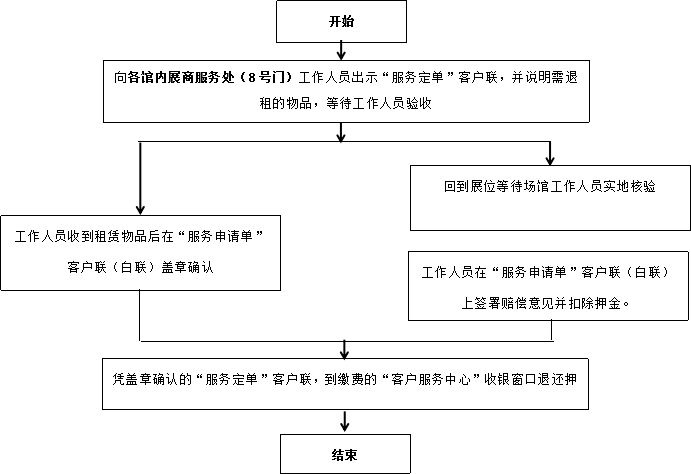 开始
向各馆内展商服务处（8号门）工作人员出示“服务定单”客户联，并说明需退
租的物品，等待工作人员验收
回到展位等待场馆工作人员实地核验
工作人员收到租赁物品后在“服务申请单”
客户联（白联）盖章确认
工作人员在“服务申请单”客户联（白联）
上签署赔偿意见并扣除押金。
凭盖章确认的“服务定单”客户联，到缴费的“客户服务中心”收银窗口退还押
结束